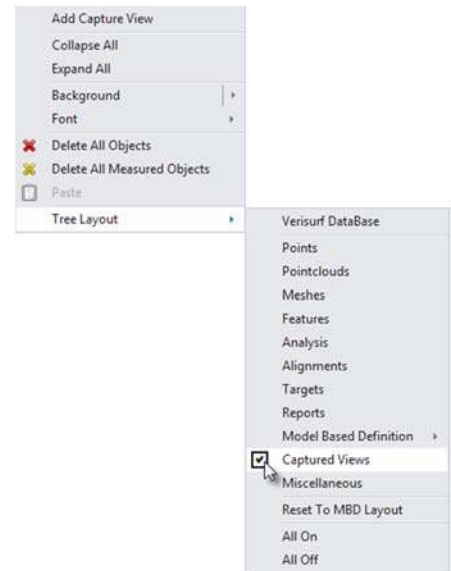 Add Capture View
Collapse All
Expand All
Background
Font
Delete All Objects
Delete All Measured Objects
Paste
Tree Layout
Verisurf DataBase
Points
Pointclouds
Meshes
Features
Analysis
Alignments
Targets
Reports
Model Based Definition
Captured Views
Miscellaneous
Reset To MBD Layout
All On
All Off